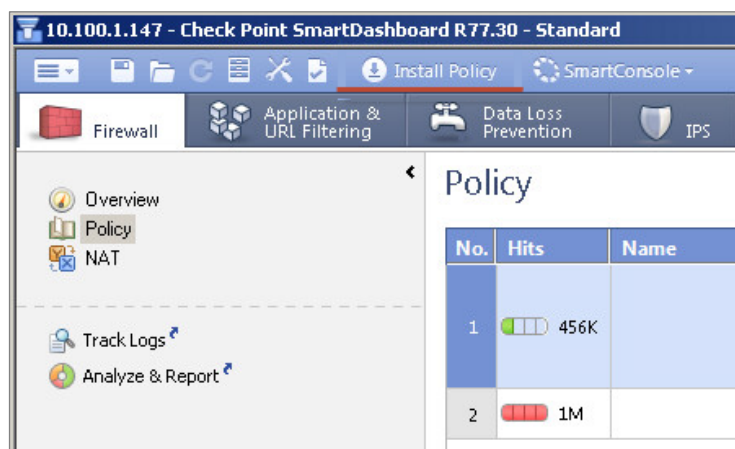 10.100.1.147 - Check Point SmartDashboard R77.30 - Standard
Install Policy SmartConsole
Firewall
Application &
URL Filtering
Data Loss
Prevention
IPS
Overview
Policy
NAT
Track Logs
Analyze & Report
Policy
No. Hits Name
1 456K
2 1M